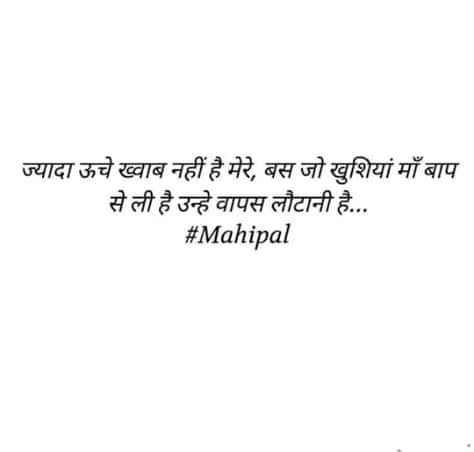 ज्यादा ऊचे ख्वाब नहीं है मेरे, बस जो खुशियां माँ बाप
से ली है उन्हे वापस लौटानी है...
#Mahipal